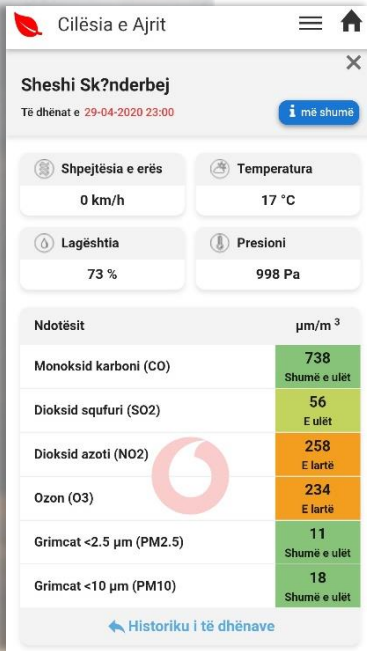 Cilësia e Ajrit
Sheshi Sk?nderbej
Të dhënat e 29-04-2020 23:00
i më shumë
Shpejtësia e erës
0 km/h
Temperatura
17 °C
Lagështia
73 %
Presioni
998 Pa
Ndotësit µm/m 3
Monoksid karboni (CO) 738
Shumë e ulët
Dioksid squfuri (SO2) 56
E ulët
Dioksid azoti (NO2) 258
E lartë
Ozon (O3) 234
E lartë
Grimcat <2.5 µm (PM2.5) 11
Shumë e ulët
Grimcat <10 µm (PM10) 18
Shumë e ulët
Historiku i të dhënave